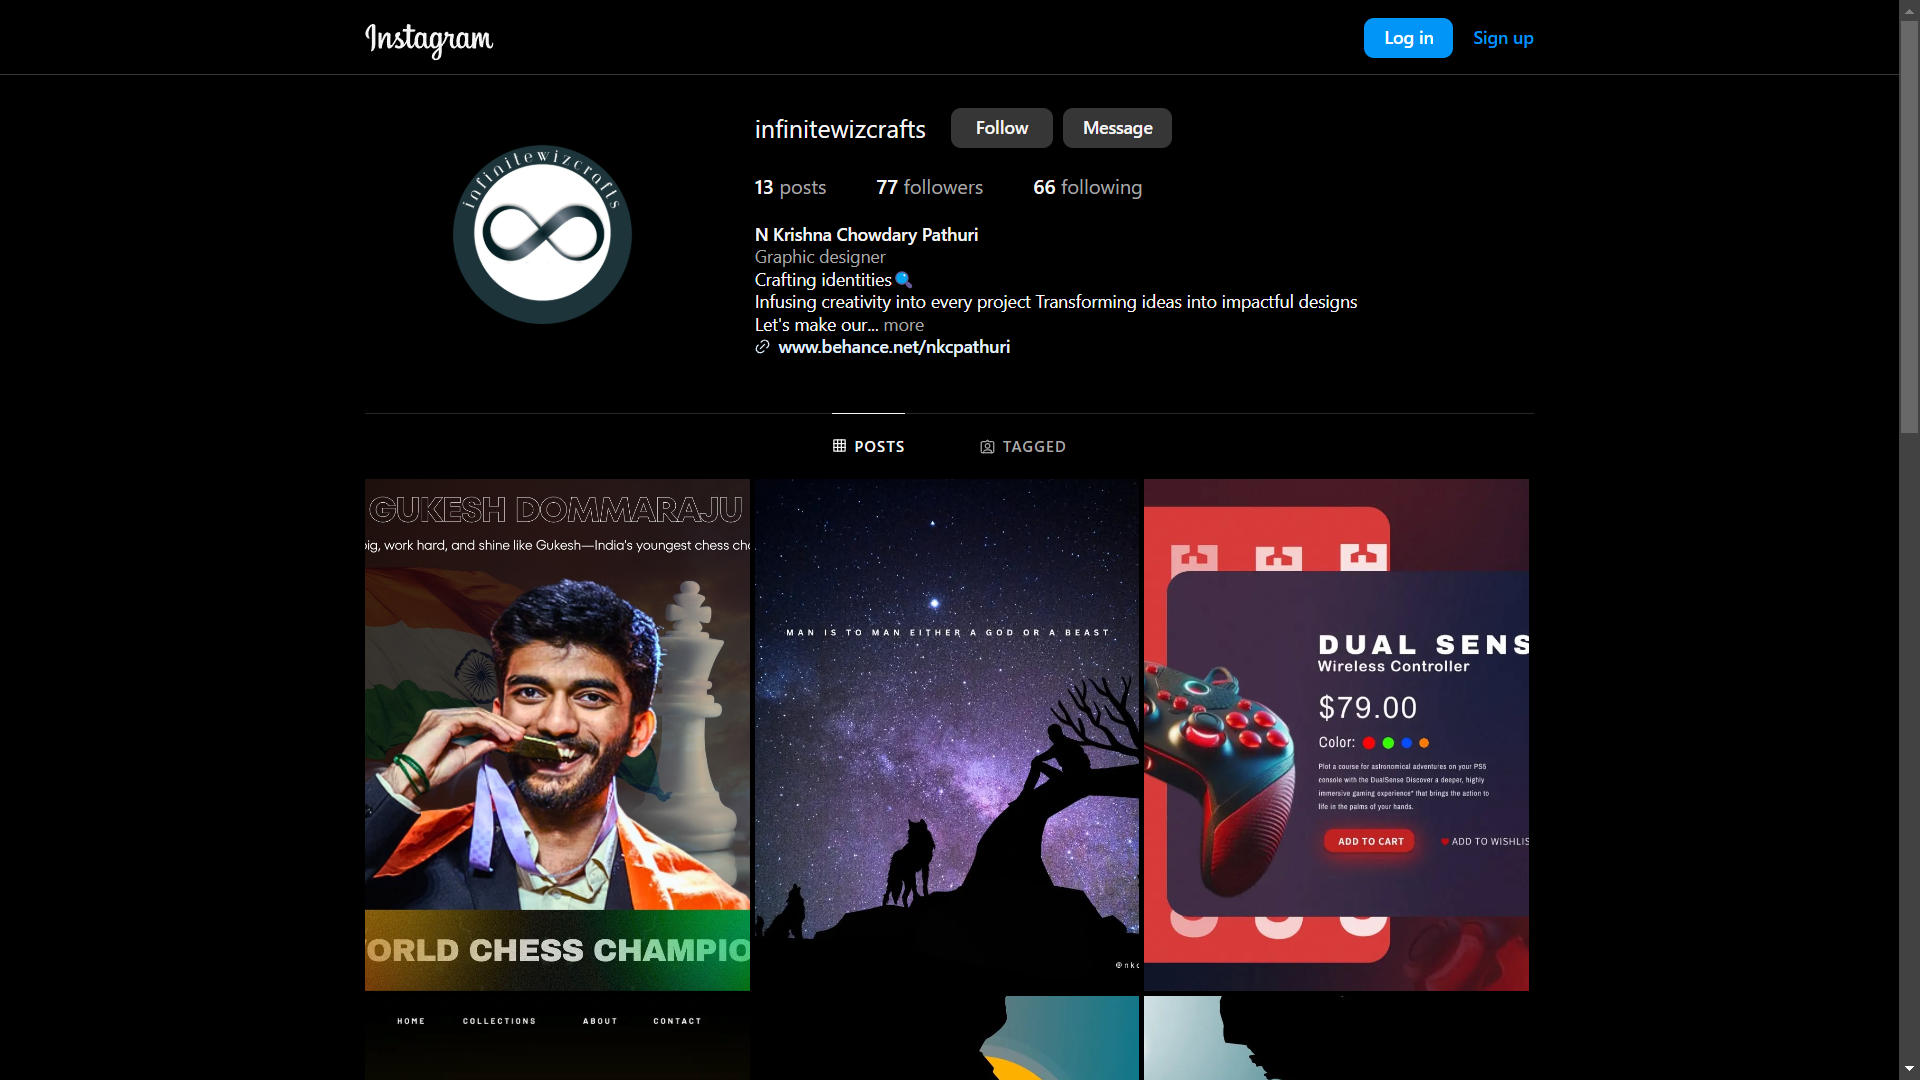 Instagram
Log in
Sign up
infinitewizcrafts
Follow
Message
infinitewizcrafts
13 posts
77 followers
66 following
N Krishna Chowdary Pathuri
Graphic designer
Crafting identities
Infusing creativity into every project Transforming ideas into impactful designs
Let's make our... more
www.behance.net/nkcpathuri
POSTS
TAGGED
GUKESH DOMMARAJU
big, work hard, and shine like Gukesh—India's youngest chess cha
WORLD CHESS CHAMPIO
MAN IS TO MAN EITHER A GOD OR A BEAST.
@nkc
DUAL SENS
Wireless Controller
$79.00
Color:
Plot a course for astronomical adventures on your PS5
console with the DualSense Discover a deeper, highly
immersive gaming experience* that brings the action to
life in the palms of your hands.
ADD TO CART
ADD TO WISHLIS
HOME
COLLECTIONS
ABOUT
CONTACT